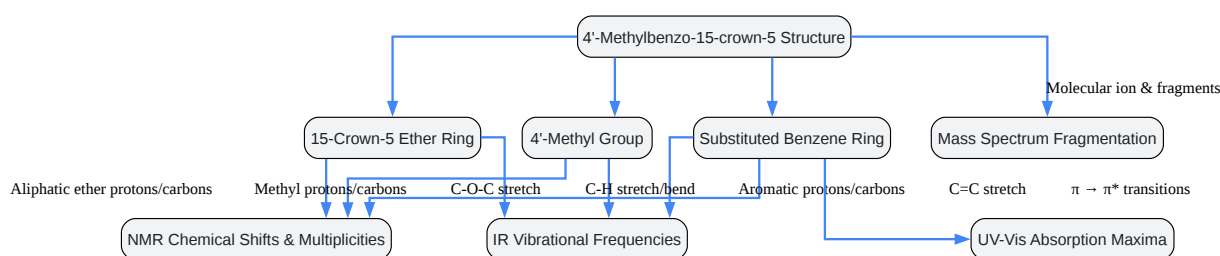 4'-Methylbenzo-15-crown-5 Structure
Molecular ion & fragments
15-Crown-5 Ether Ring
4'-Methyl Group
Substituted Benzene Ring
Mass Spectrum Fragmentation
Aliphatic ether protons/carbons
Methyl protons/carbons
C-O-C stretch
C-H stretch/bend
Aromatic protons/carbons
C=C stretch
π → π* transitions
NMR Chemical Shifts & Multiplicities
IR Vibrational Frequencies
UV-Vis Absorption Maxima